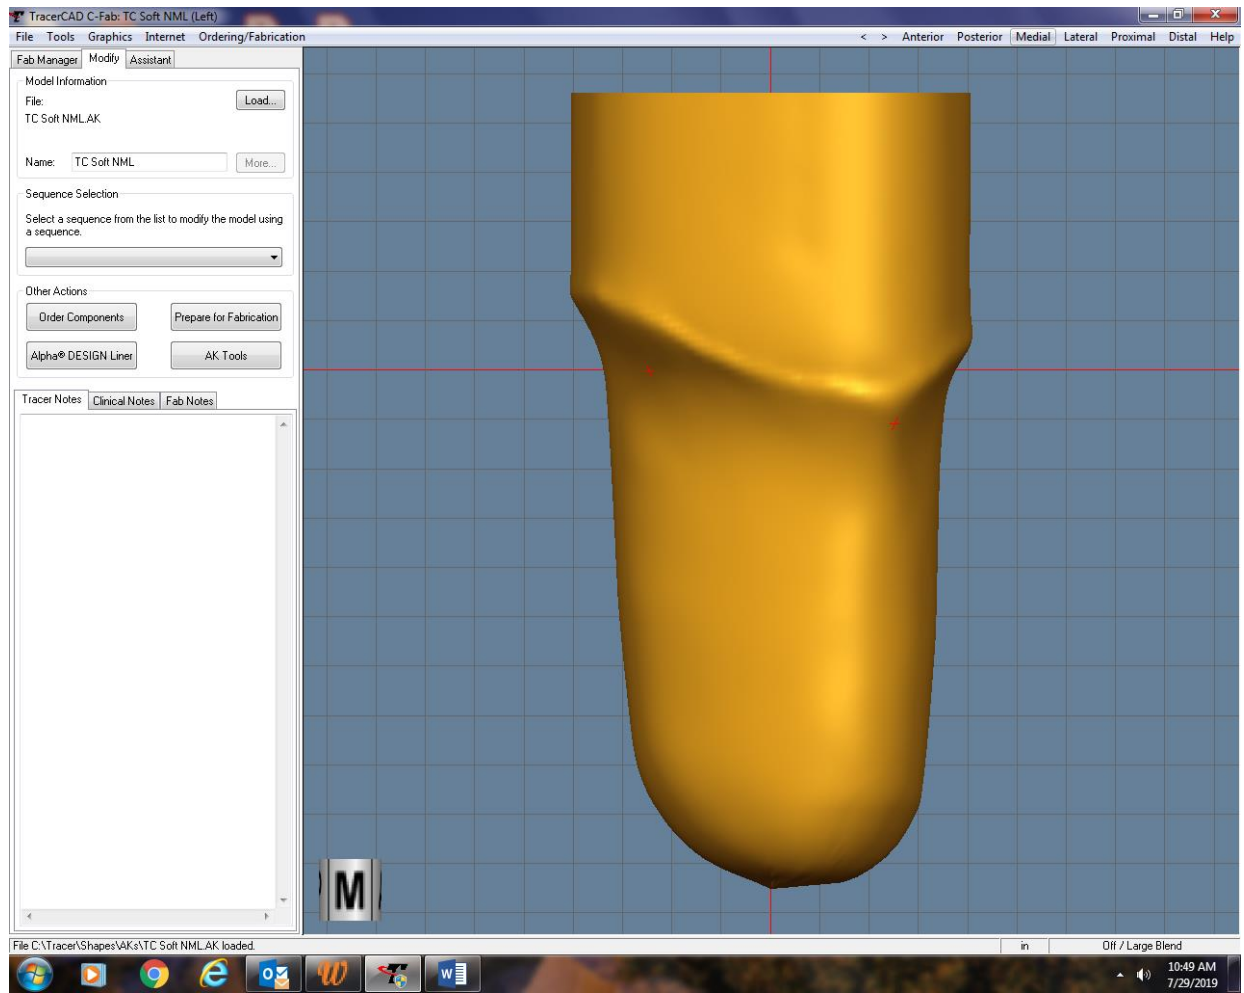 TracerCAD C-Fab: TC Soft NML (Left)
File Tools Graphics Internet Ordering/Fabrication < > Anterior Posterior Medial Lateral Proximal Distal Help
Fab Manager Modify Assistant
Model Information
File: Load...
TC Soft NML.AK
Name: TC Soft NML More...
Sequence Selection
Select a sequence from the list to modify the model using
a sequence.
Other Actions
Order Components Prepare for Fabrication
Alpha® DESIGN Liner AK Tools
Tracer Notes Clinical Notes Fab Notes
M
File C:\Tracer\Shapes\AKs\TC Soft NML.AK loaded. in Off / Large Blend
10:49 AM
7/29/2019